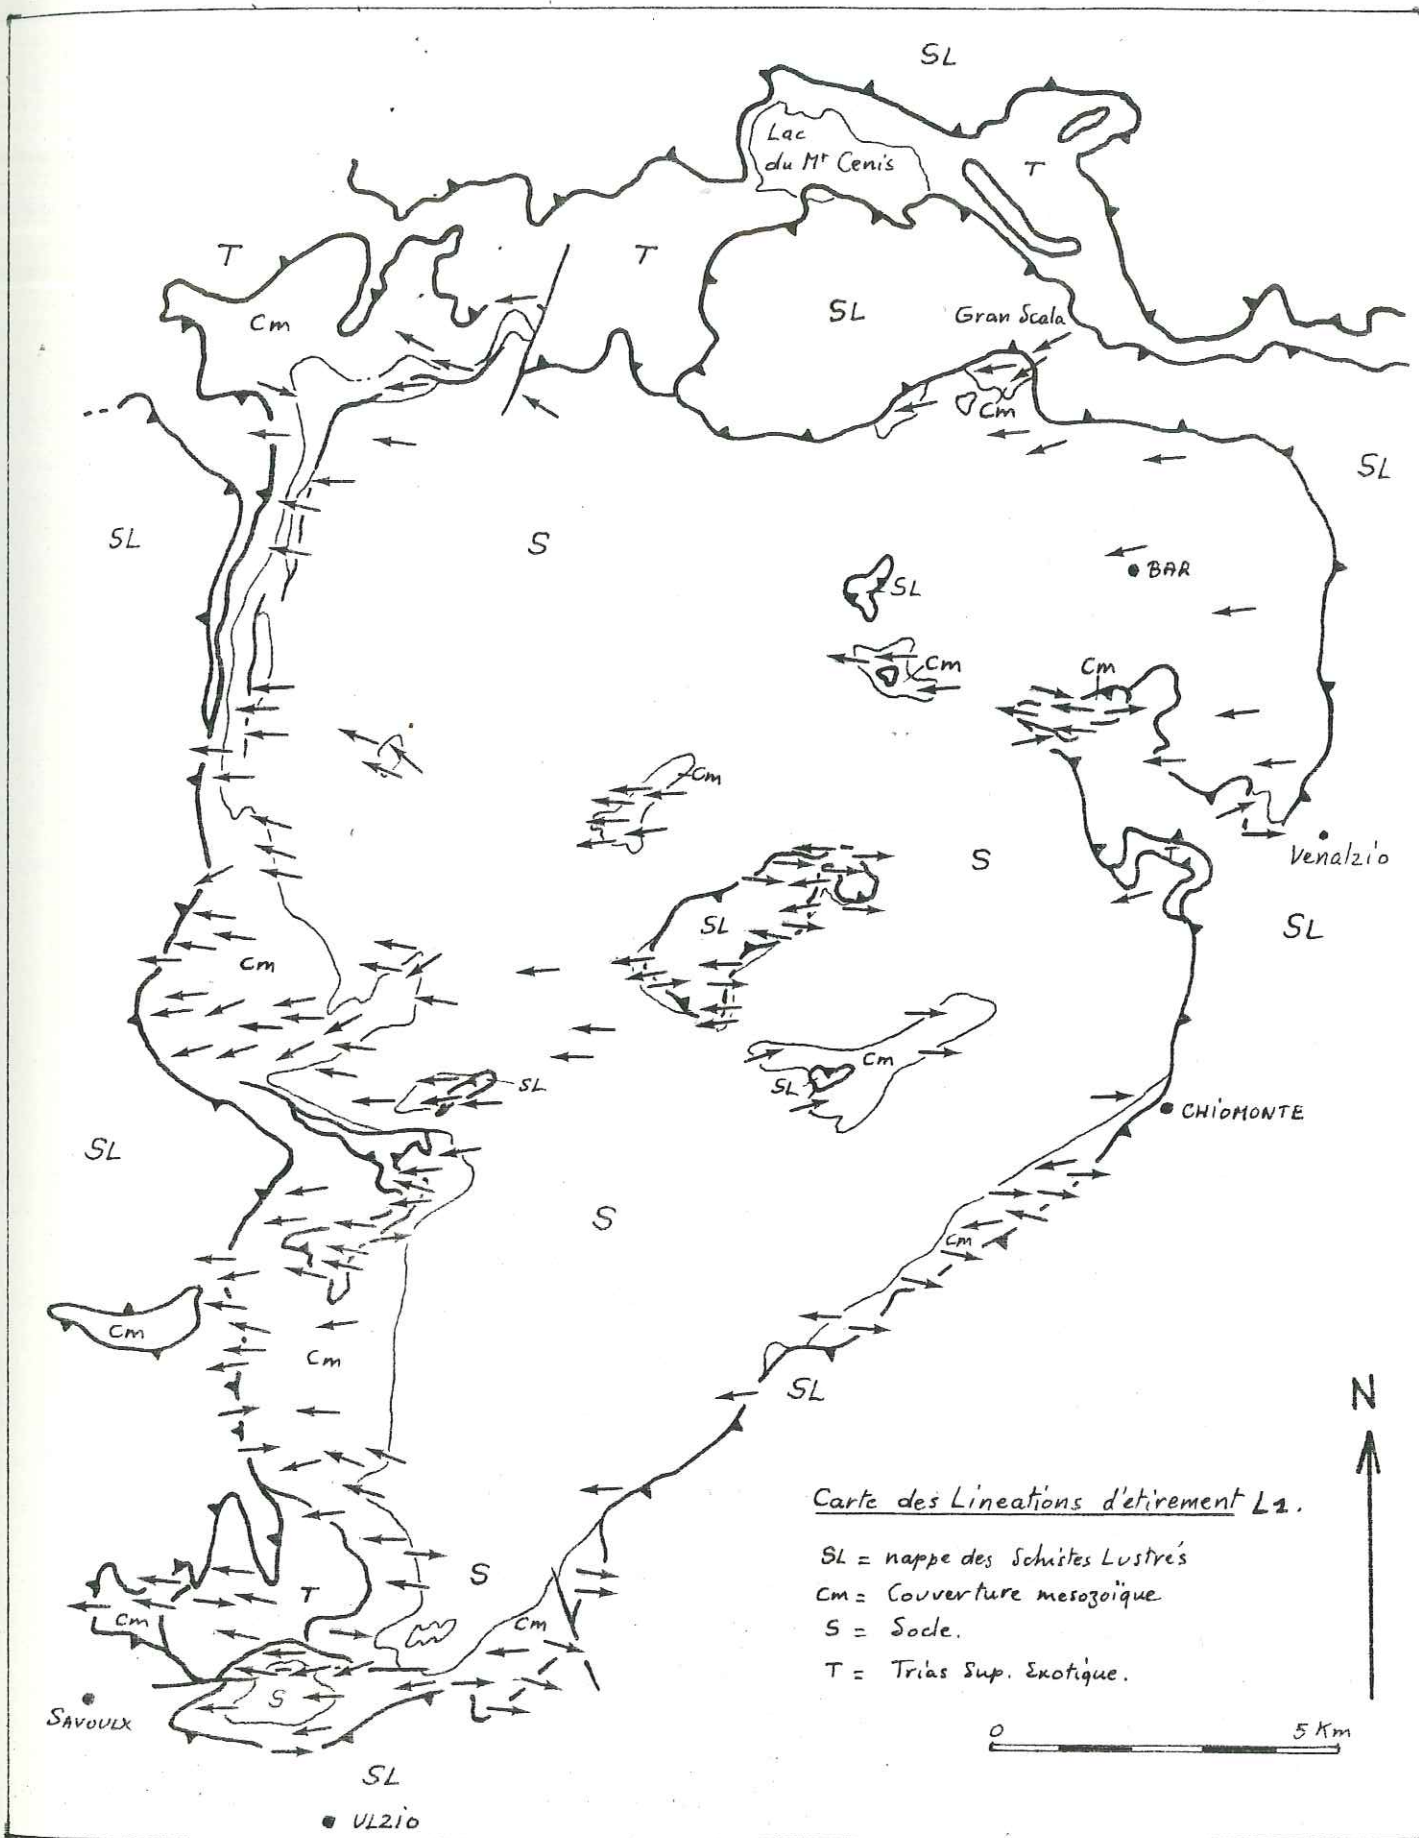 SL
Lac
du Mt Cenis
T
T
T
Cm
SL
Gran Scala
Cm
SL
SL
S
BAR
SL
Cm
Cm
Cm
S
T
Venalzio
SL
SL
Cm
Cm
SL
SL
CHIOMONTE
SL
S
Cm
Cm
Cm
SL
N
Carte des Lineations d'étirement L1.
SL = nappe des Schistes Lustrés
Cm = Couverture mesozoïque
S = Socle.
T = Trias Sup. Exotique.
S
T
Cm
Cm
S
SAVOULX
0 5 Km
SL
ULZIO